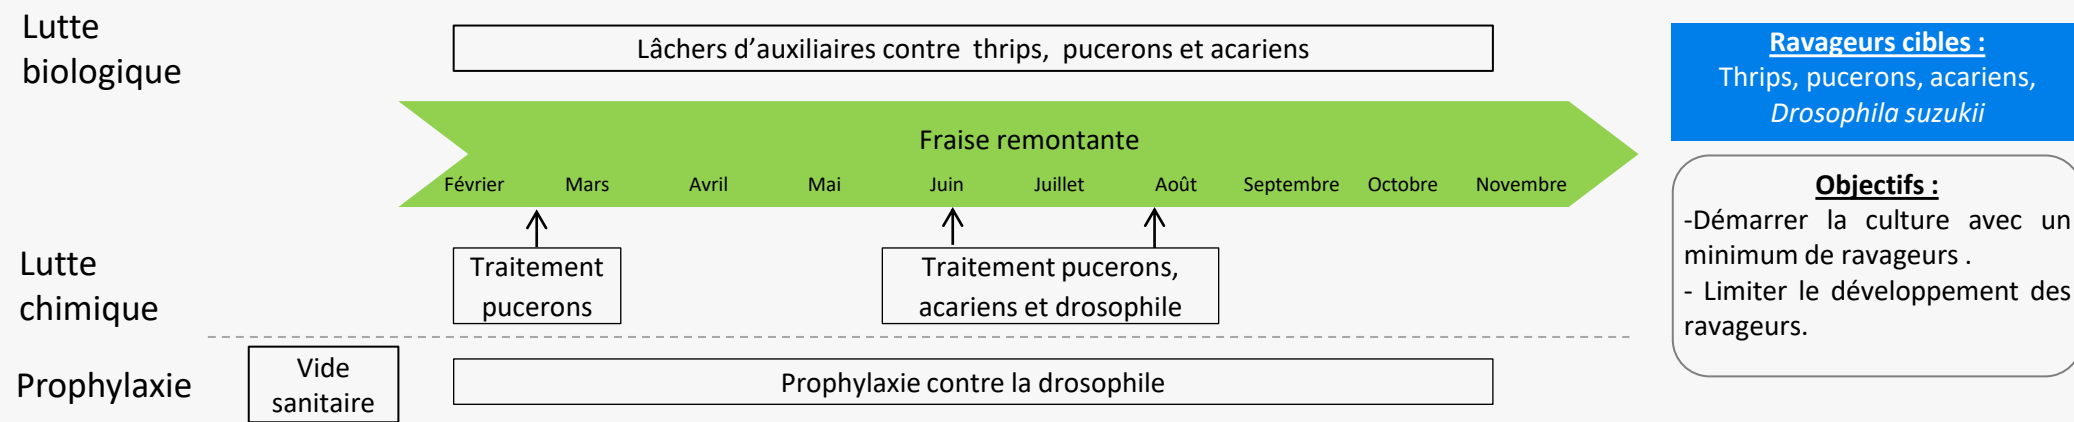 Lutte
biologique
Lâchers d’auxiliaires contre thrips, pucerons et acariens
Fraise remontante
Février Mars Avril Mai Juin Juillet Août Septembre Octobre Novembre
Lutte
chimique
Traitement
pucerons
Traitement pucerons,
acariens et drosophile
Prophylaxie
Vide
sanitaire
Prophylaxie contre la drosophile
Ravageurs cibles :
Thrips, pucerons, acariens,
Drosophila suzukii
Objectifs :
-Démarrer la culture avec un
minimum de ravageurs .
- Limiter le développement des
ravageurs.